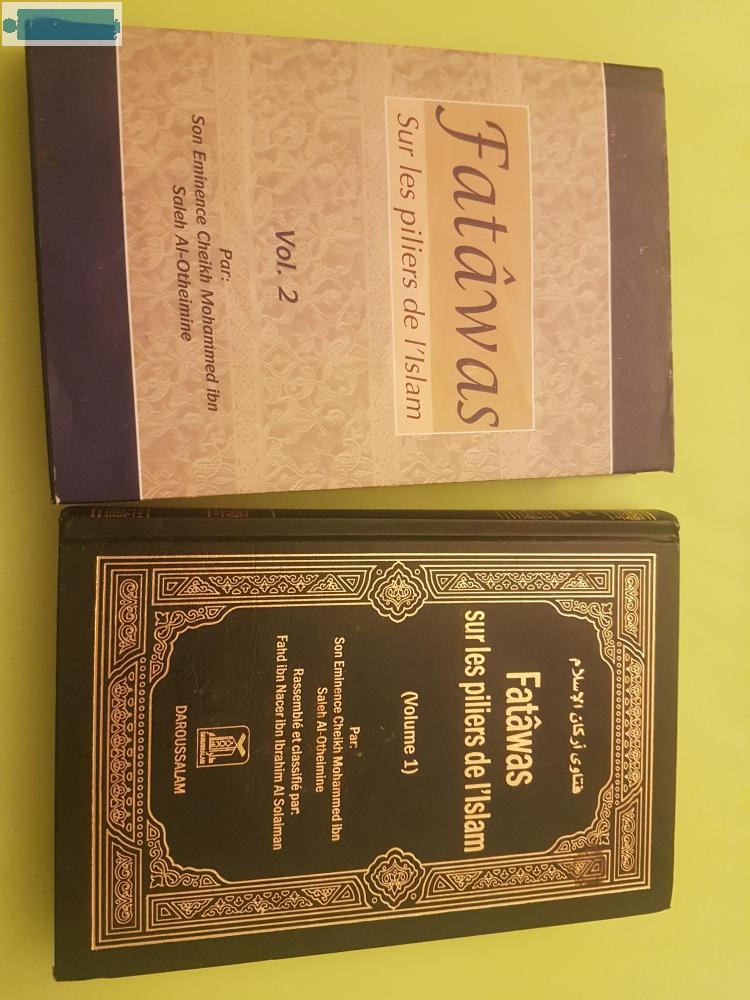 Fatâwas
Sur les piliers de l'Islam
Vol. 2
Par:
Son Eminence Cheikh Mohammed ibn
Saleh Al-Otheimine
فتاوى أركان الإسلام
Fatâwas
sur les piliers de l'Islam
(Volume 1)
Par:
Son Eminence Cheikh Mohammed ibn
Saleh Al-Otheimine
Rassemblé et classifié par:
Fahd ibn Nacer Ibn Ibrahim Al Solaiman
DAROUSSALAM